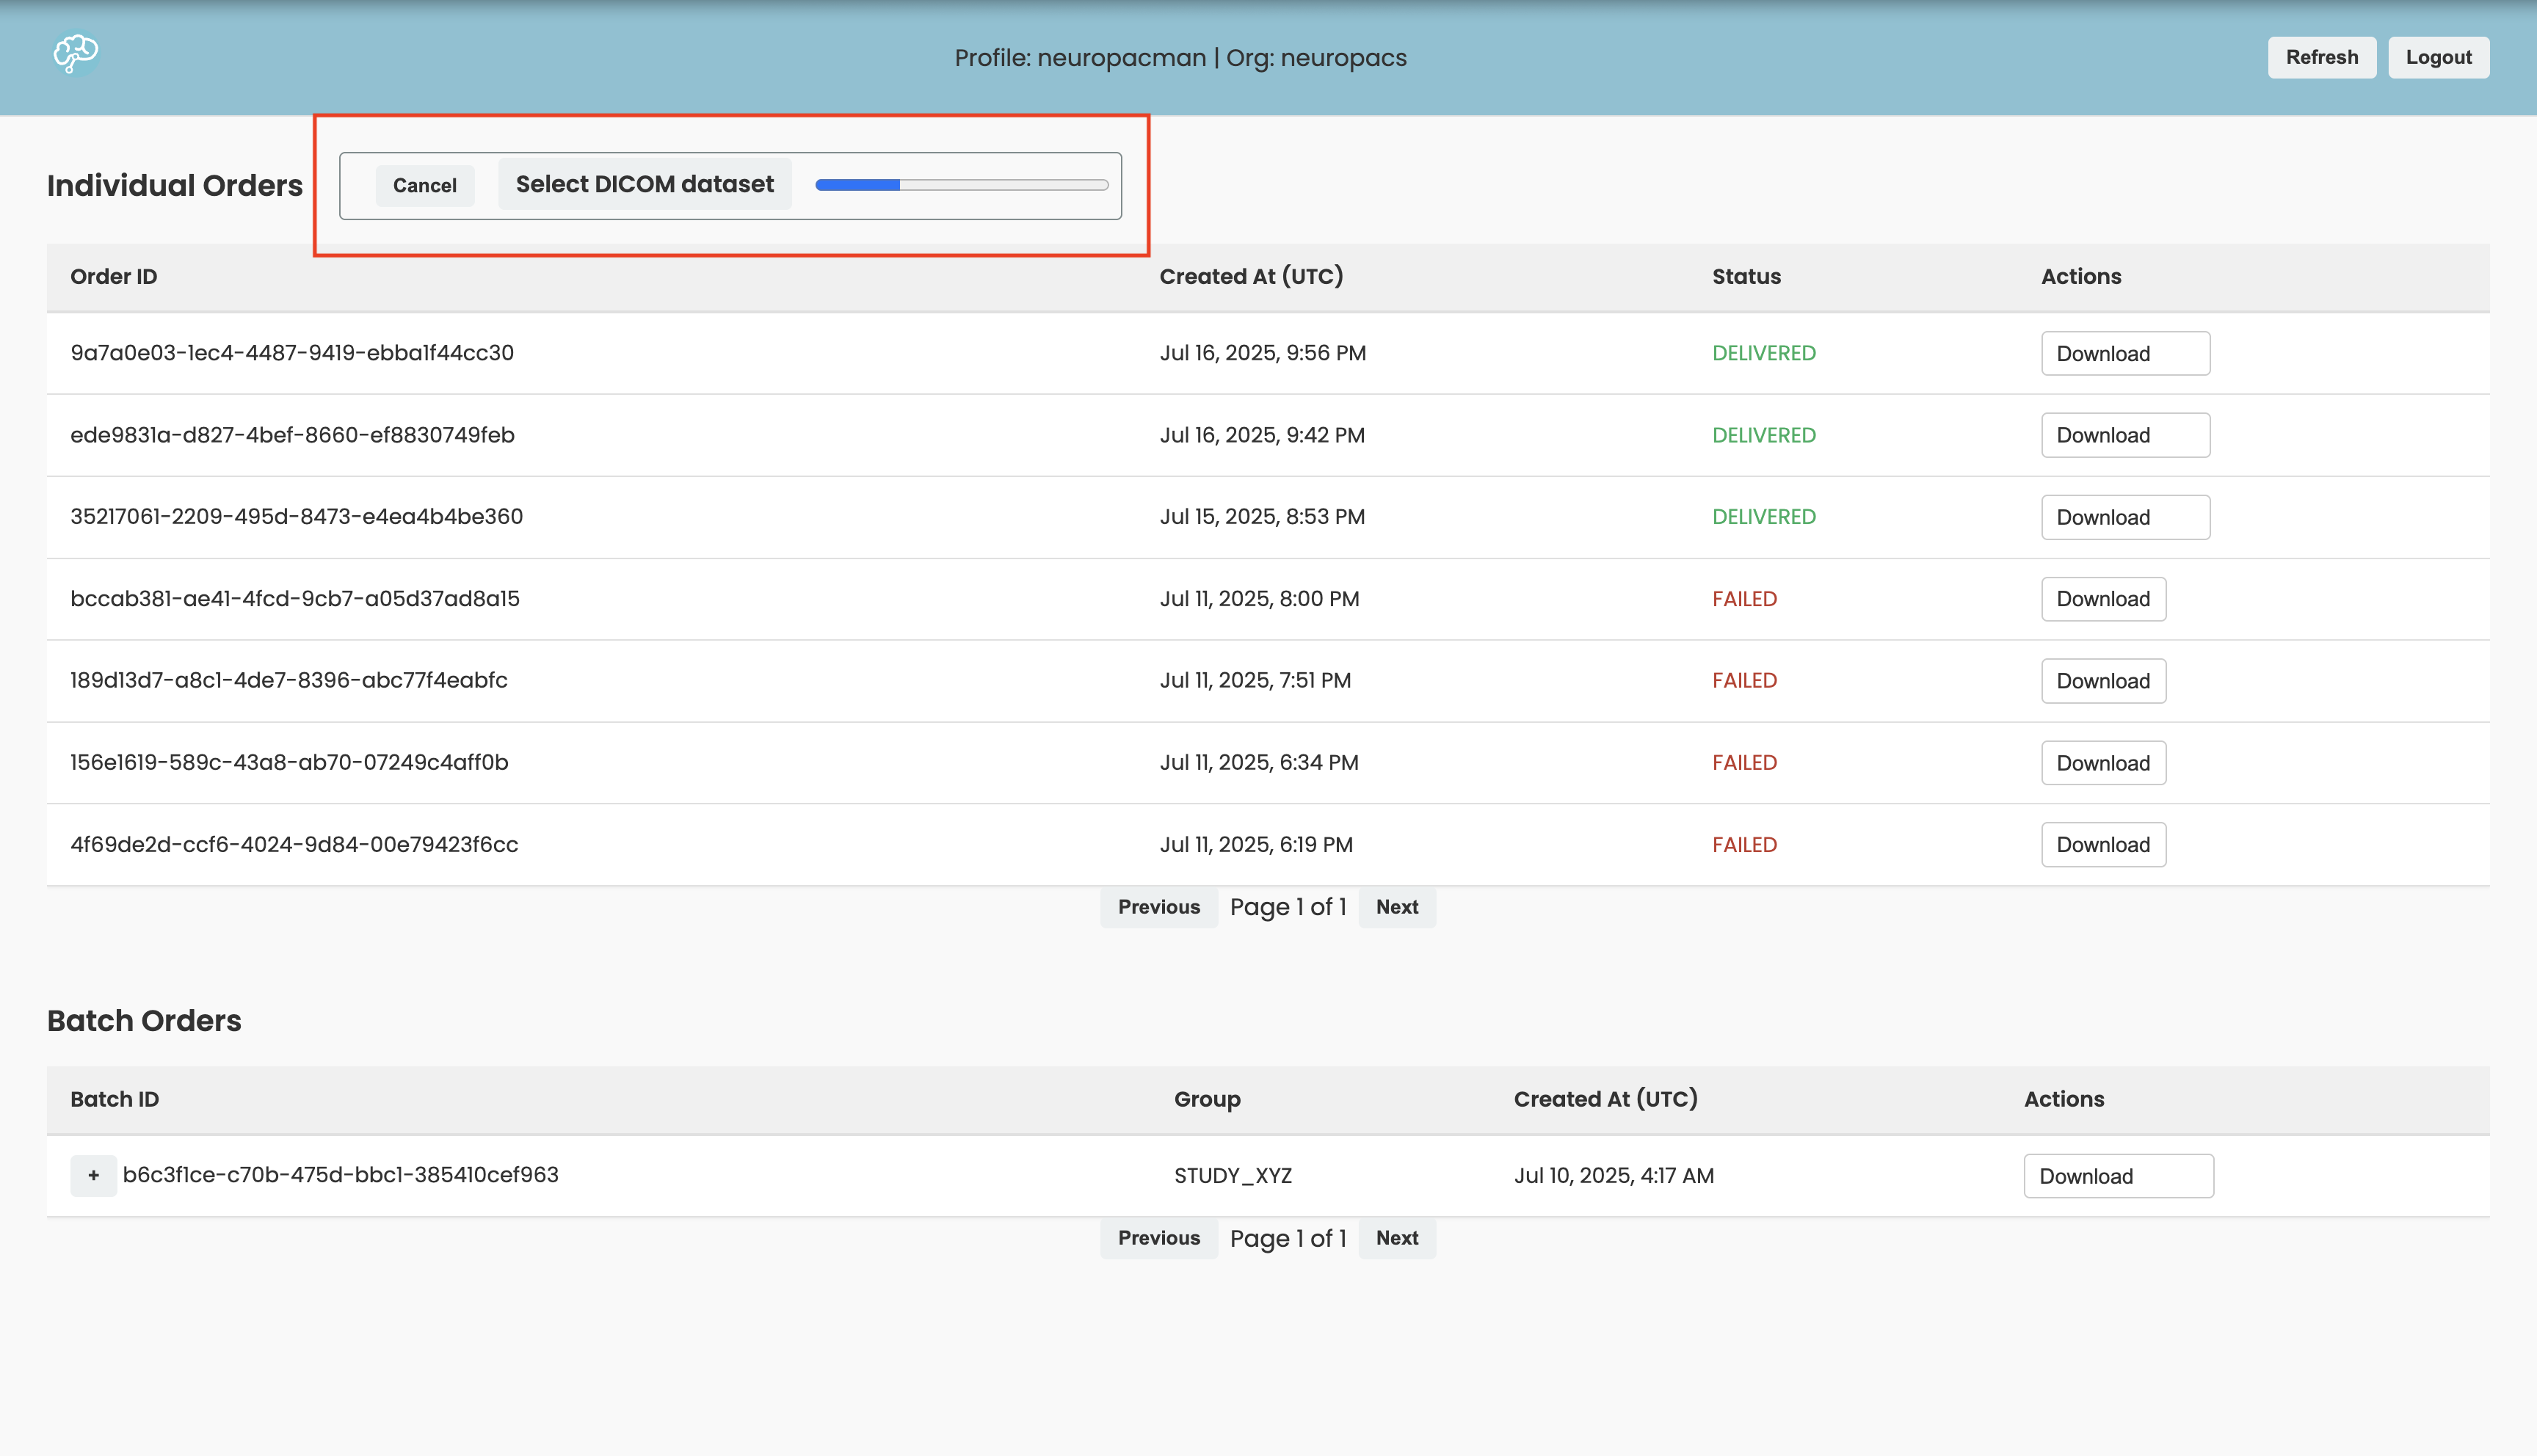 Profile: neuropacman | Org: neuropacs
Refresh
Logout
Individual Orders
Cancel
Select DICOM dataset
Order ID Created At (UTC) Status Actions
9a7a0e03-1ec4-4487-9419-ebba1f44cc30 Jul 16, 2025, 9:56 PM DELIVERED Download
ede9831a-d827-4bef-8660-ef8830749feb Jul 16, 2025, 9:42 PM DELIVERED Download
35217061-2209-495d-8473-e4ea4b4be360 Jul 15, 2025, 8:53 PM DELIVERED Download
bccab381-ae41-4fcd-9cb7-a05d37ad8a15 Jul 11, 2025, 8:00 PM FAILED Download
189d13d7-a8c1-4de7-8396-abc77f4eabfc Jul 11, 2025, 7:51 PM FAILED Download
156e1619-589c-43a8-ab70-07249c4aff0b Jul 11, 2025, 6:34 PM FAILED Download
4f69de2d-ccf6-4024-9d84-00e79423f6cc Jul 11, 2025, 6:19 PM FAILED Download
Previous Page 1 of 1 Next
Batch Orders
Batch ID Group Created At (UTC) Actions
+ b6c3f1ce-c70b-475d-bbc1-385410cef963 STUDY_XYZ Jul 10, 2025, 4:17 AM Download
Previous Page 1 of 1 Next